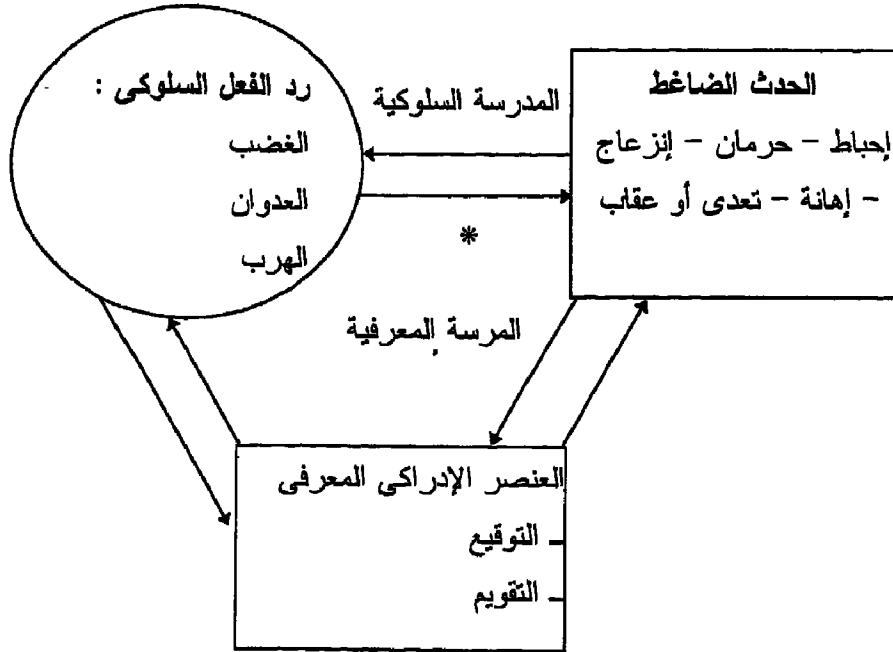 الحدث الضاغط
إحباط – حرمان – إنزعاج
– إهانة – تعدى أو عقاب
المدرسة السلوكية
*
رد الفعل السلوكى :
الغضب
العدوان
الهرب
المرسة المعرفية
العنصر الإدراكى المعرفى
– التوقيع
– التقويم